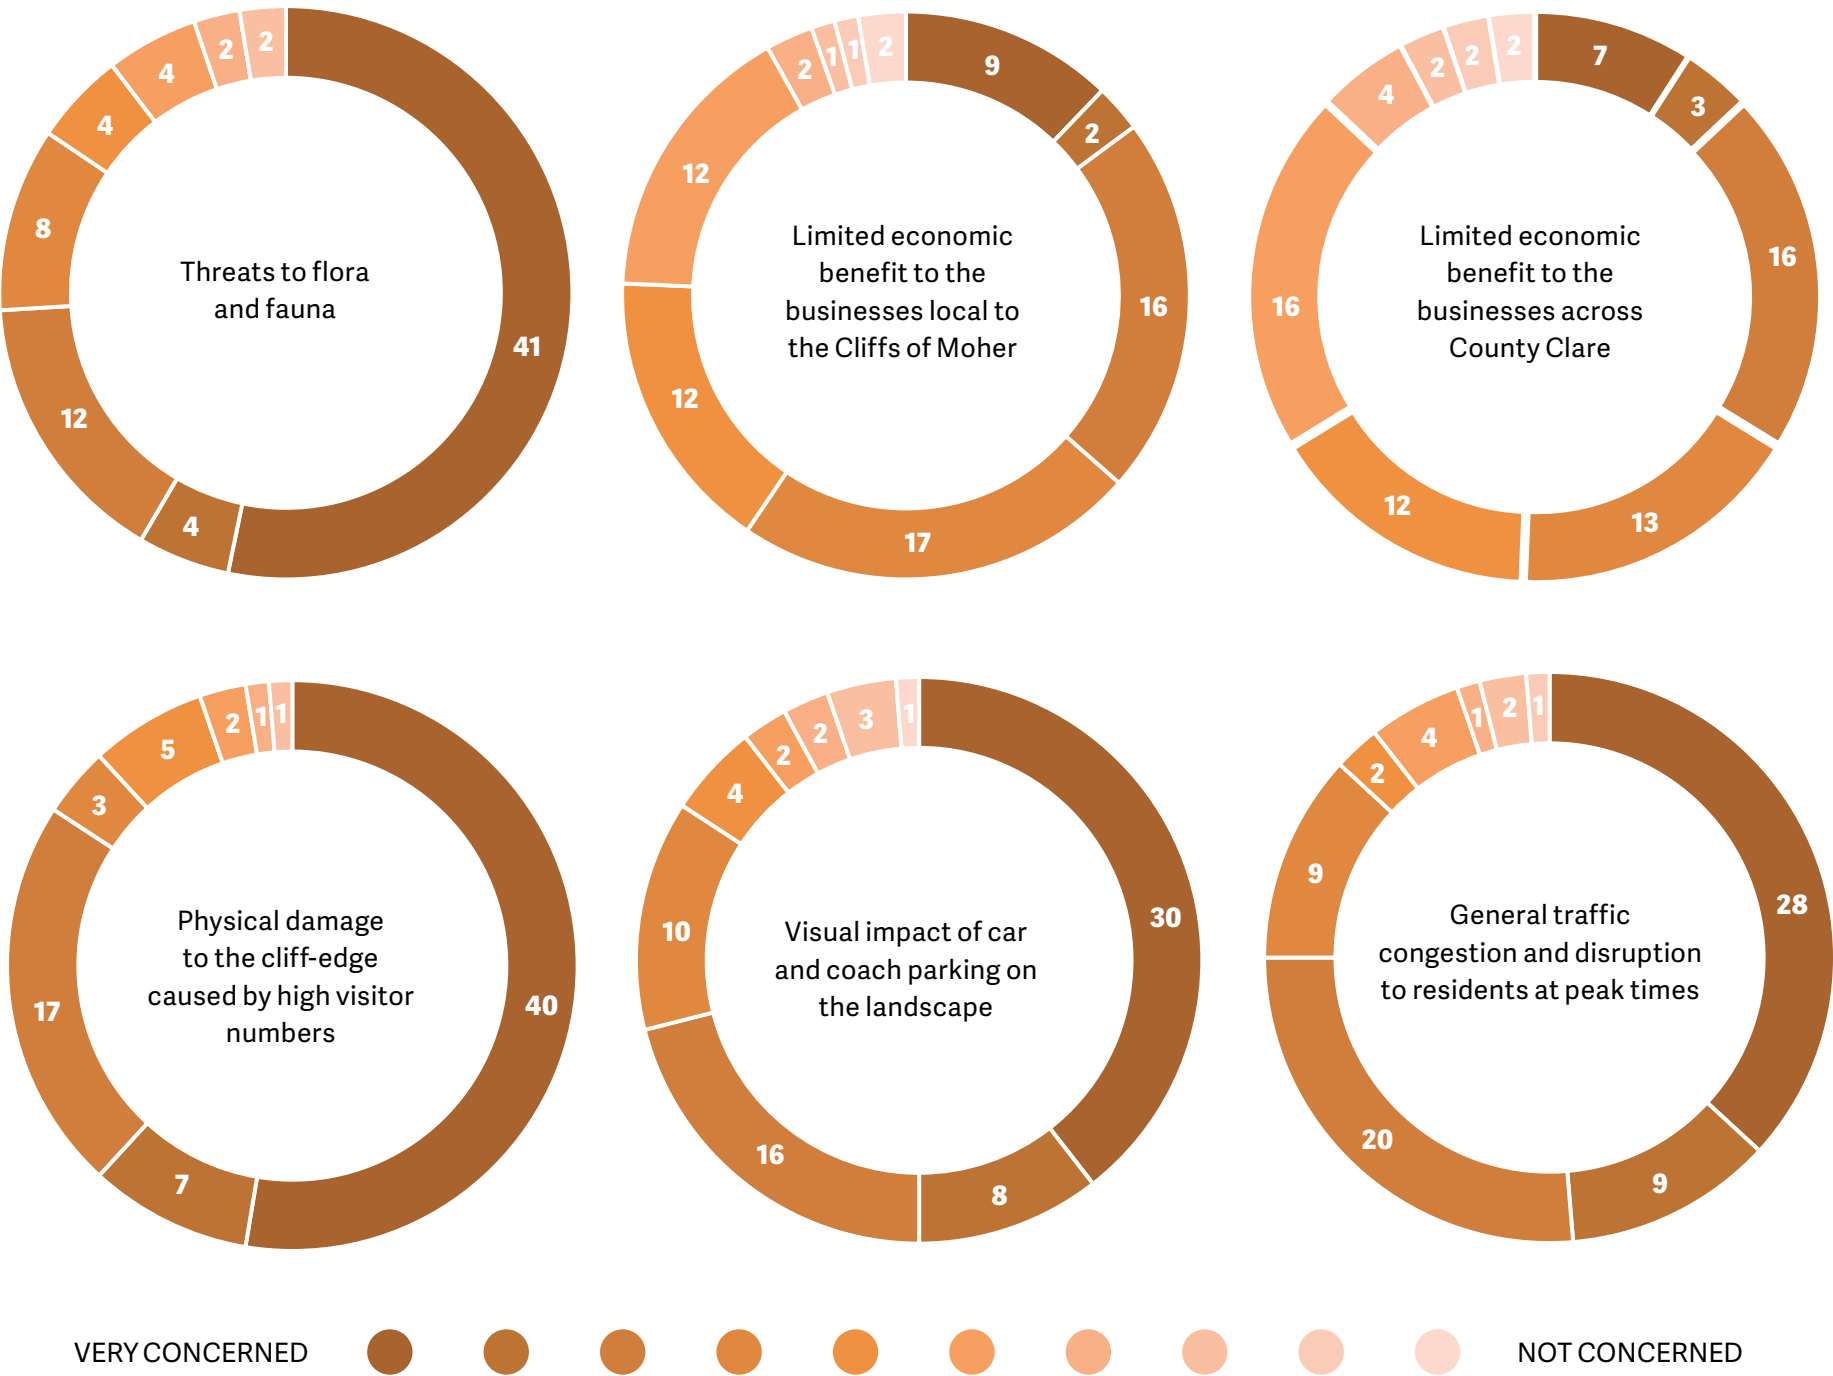 2
2
4
4
8
12
4
41
Threats to flora
and fauna
2
1
1
2
9
2
16
17
12
12
Limited economic
benefit to the
businesses local to
the Cliffs of Moher
4
2
2
2
7
3
16
13
12
16
Limited economic
benefit to the
businesses across
County Clare
2
1
1
5
3
17
7
40
Physical damage
to the cliff-edge
caused by high visitor
numbers
2
2
3
1
4
10
16
8
30
Visual impact of car
and coach parking on
the landscape
4
1
2
1
2
9
20
9
28
General traffic
congestion and disruption
to residents at peak times
VERY CONCERNED
NOT CONCERNED